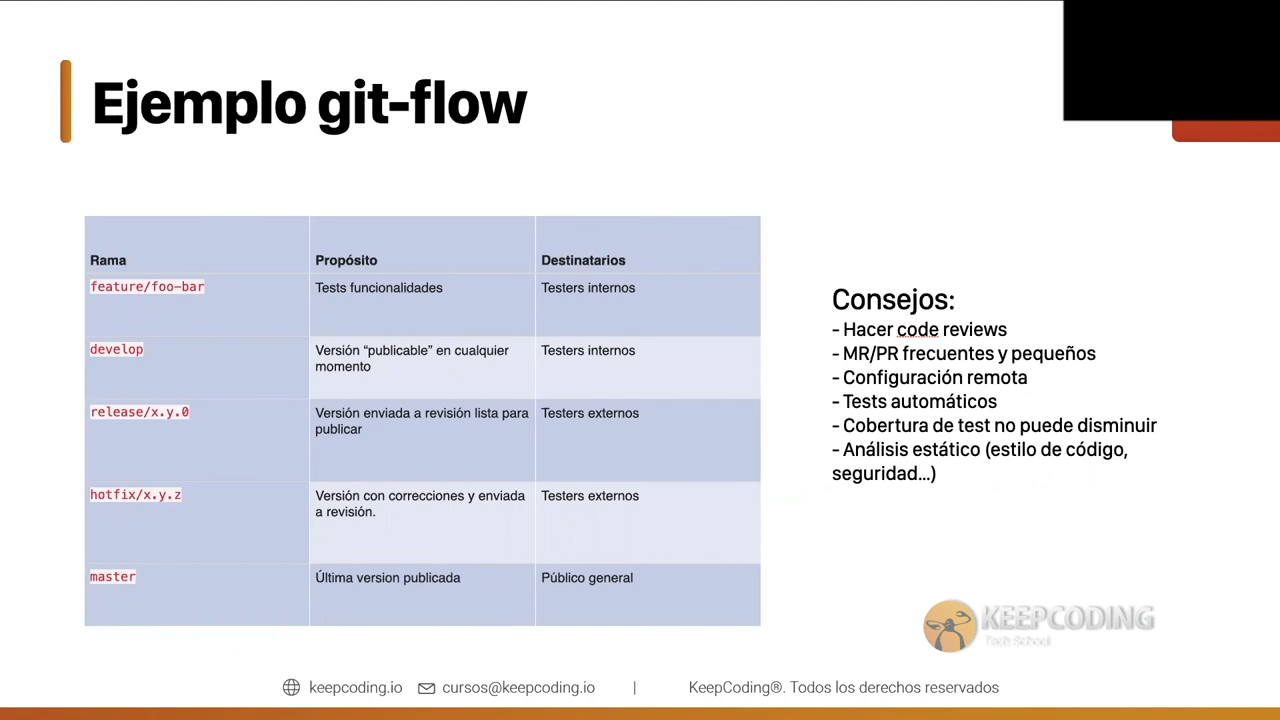 Ejemplo git-flow
Rama Propósito Destinatarios
feature/foo-bar Tests funcionalidades Testers internos
develop Versión “publicable” en cualquier momento Testers internos
release/x.y.0 Versión enviada a revisión lista para publicar Testers externos
hotfix/x.y.z Versión con correcciones y enviada a revisión. Testers externos
master Última version publicada Público general
Consejos:
- Hacer code reviews
- MR/PR frecuentes y pequeños
- Configuración remota
- Tests automáticos
- Cobertura de test no puede disminuir
- Análisis estático (estilo de código,
seguridad...)
KEEPCODING
Tech School
keepcoding.io cursos@keepcoding.io | KeepCoding®. Todos los derechos reservados